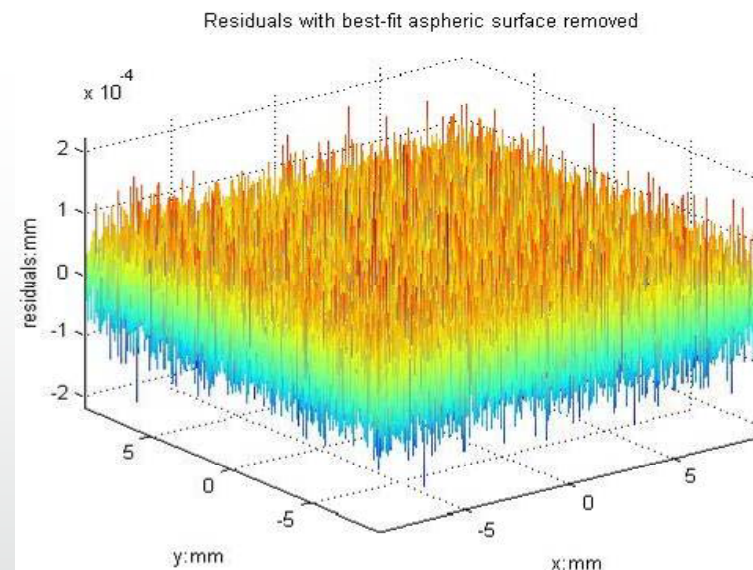 Residuals with best-fit aspheric surface removed
x 10^-4
2
1
0
-1
-2
residuals:mm
5
0
-5
y:mm
-5
0
5
x:mm